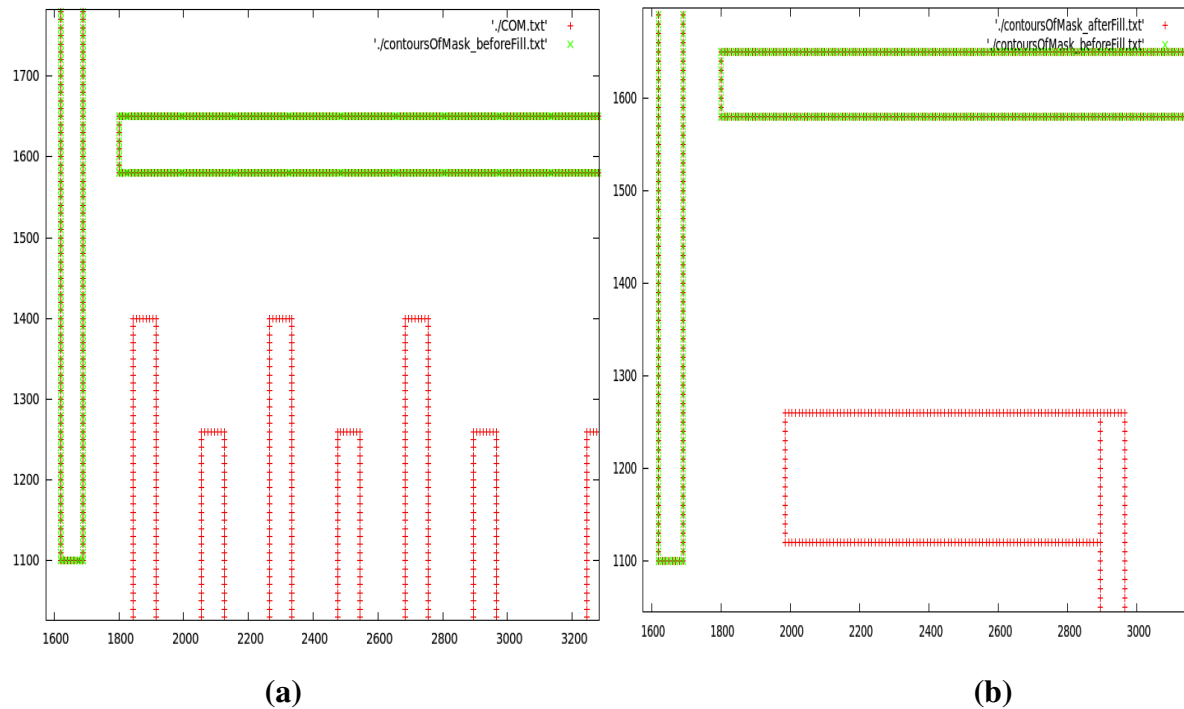 './COM.txt'
'./contoursOfMask_beforeFill.txt'
1700
1600
1500
1400
1300
1200
1100
1600 1800 2000 2200 2400 2600 2800 3000 3200
(a)
'./contoursOfMask_afterFill.txt'
'./contoursOfMask_beforeFill.txt'
1600
1500
1400
1300
1200
1100
1600 1800 2000 2200 2400 2600 2800 3000
(b)